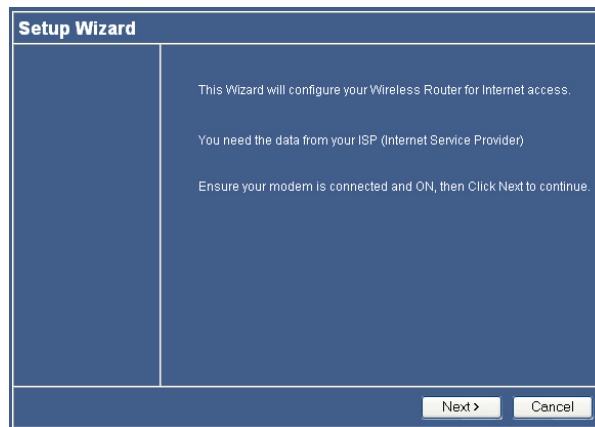 Setup Wizard
This Wizard will configure your Wireless Router for Internet access.
You need the data from your ISP (Internet Service Provider)
Ensure your modem is connected and ON, then Click Next to continue.
Next >
Cancel